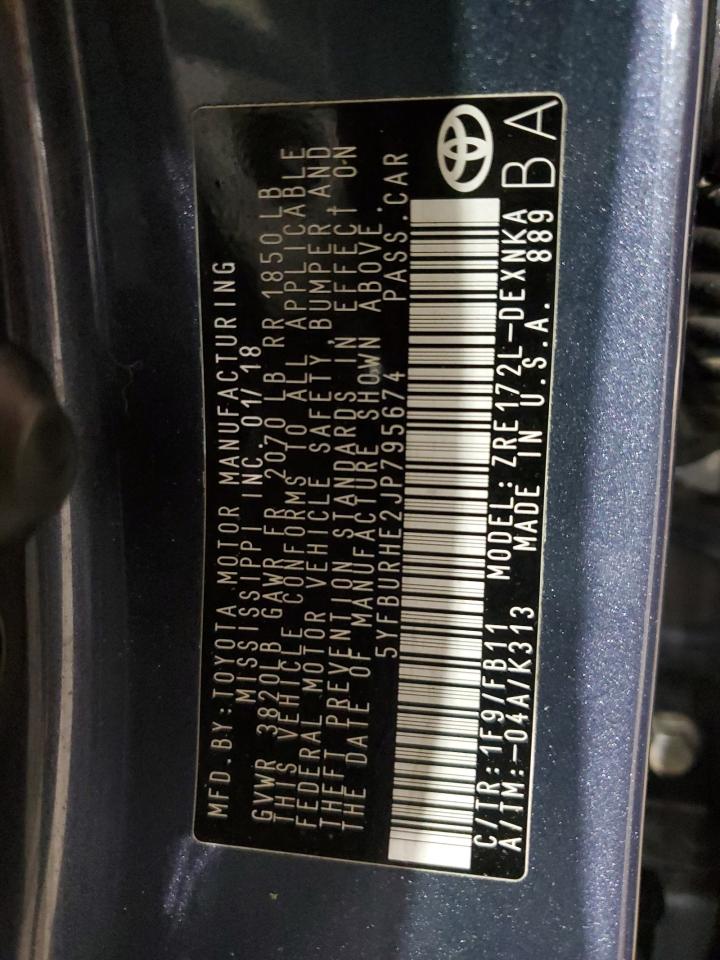 MFD.BY:TOYOTA MOTOR MANUFACTURING
MISSISSIPPI INC.01/18
GVWR 3820LB GAWR FR 2070 LB RR 1850LB
THIS VEHICLE CONFORMS TO ALL APPLICABLE
FEDERAL MOTOR VEHICLE SAFETY, BUMPER AND
THEFT PREVENTION STANDARDS IN EFFECT ON
THE DATE OF MANUFACTURE SHOWN ABOVE.
5YFBURHE2JP795674 PASS.CAR
C/TR:1F9/FB11 MODEL:ZRE172L-DEXNKA
A/TM:-04A/K313 MADE IN U.S.A. 889
BA